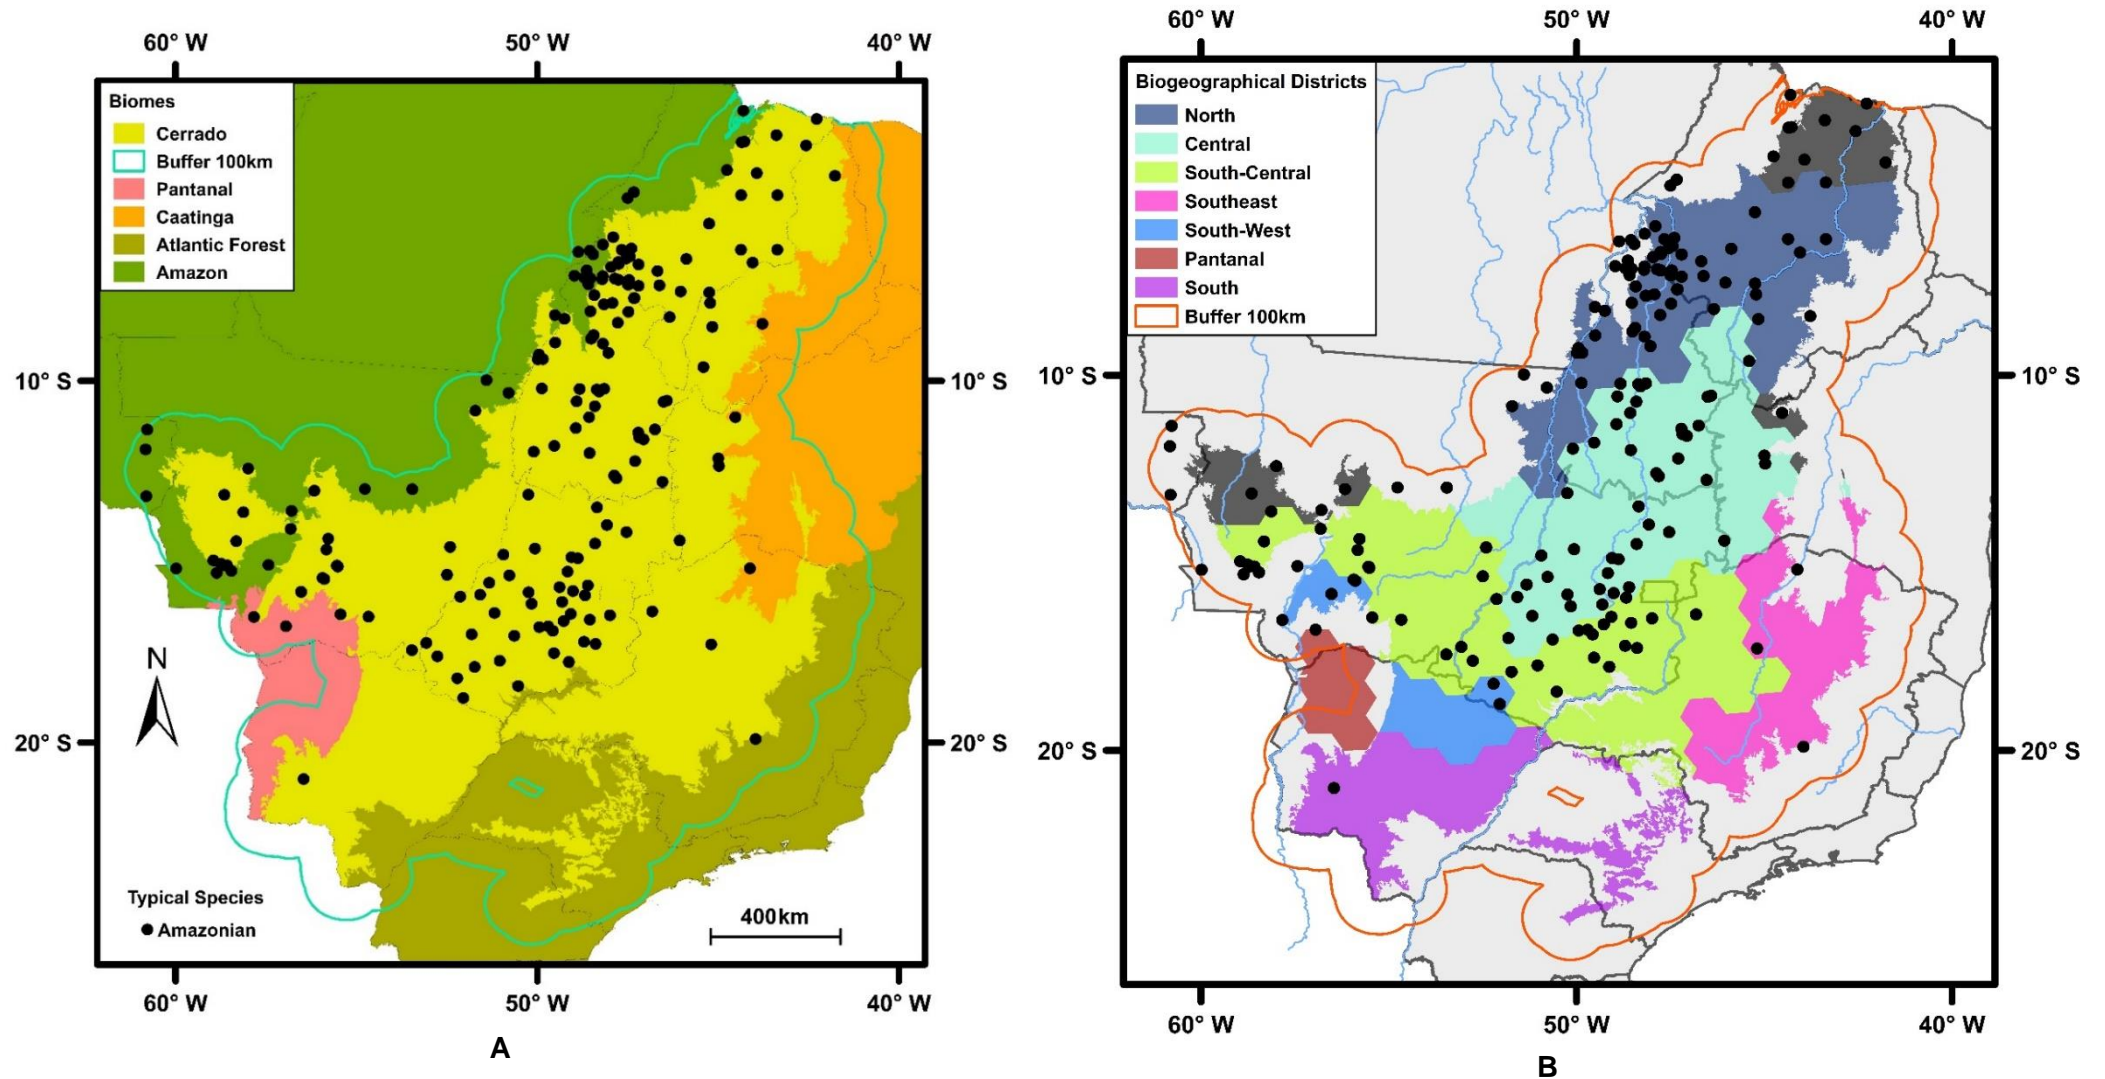 60° W 50° W 40° W
Biomes
Cerrado
Buffer 100km
Pantanal
Caatinga
Atlantic Forest
Amazon
10° S 10° S
N
20° S 20° S
Typical Species
Amazonian
400km
60° W 50° W 40° W
A
60° W 50° W 40° W
Biogeographical Districts
North
Central
South-Central
Southeast
South-West
Pantanal
South
Buffer 100km
10° S 10° S
20° S 20° S
60° W 50° W 40° W
B